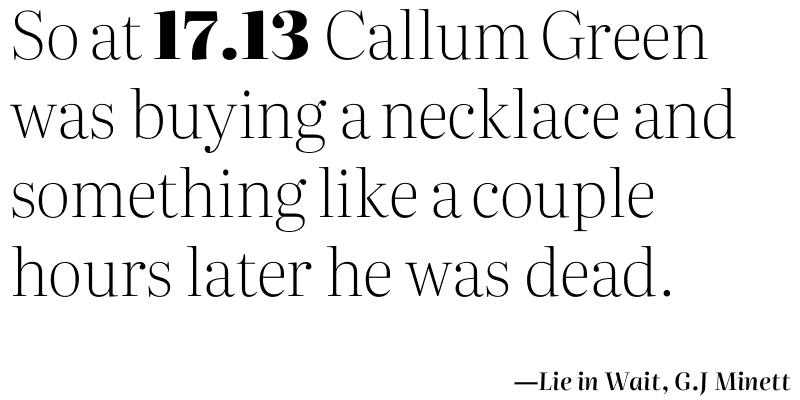 So at 17.13 Callum Green
was buying a necklace and
something like a couple
hours later he was dead.
—Lie in Wait, G.J Minett